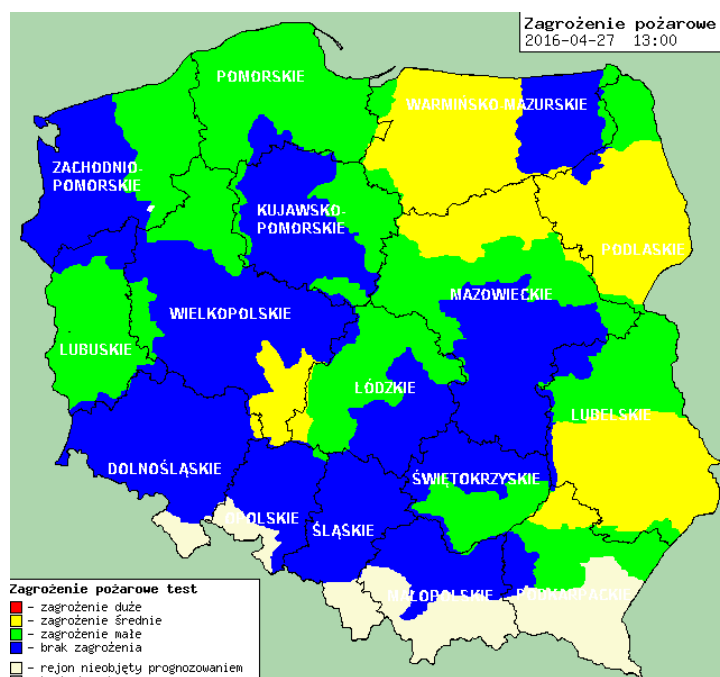 Zagrożenie pożarowe
2016-04-27 13:00
POMORSKIE
WARMIŃSKO-MAZURSKIE
ZACHODNIO-
POMORSKIE
KUJAWSKO-
POMORSKIE
PODLASKIE
MAZOWIECKIE
WIELKOPOLSKIE
LUBUSKIE
ŁÓDZKIE
LUBELSKIE
DOLNOŚLĄSKIE
ŚWIĘTOKRZYSKIE
OPOLSKIE
ŚLĄSKIE
MAŁOPOLSKIE
PODKARPACKIE
Zagrożenie pożarowe test
- zagrożenie duże
- zagrożenie średnie
- zagrożenie małe
- brak zagrożenia
- rejon nieobjęty prognozowaniem